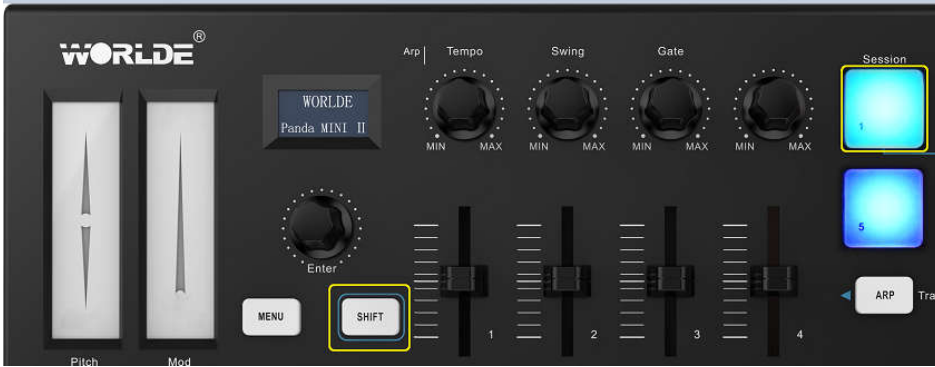 WORLDE®
Arp
Tempo
Swing
Gate
Session
WORLDE
Panda MINI II
MIN MAX
MIN MAX
MIN MAX
MIN MAX
1
5
Enter
MENU
SHIFT
ARP
Tra
1
2
3
4
Pitch
Mod